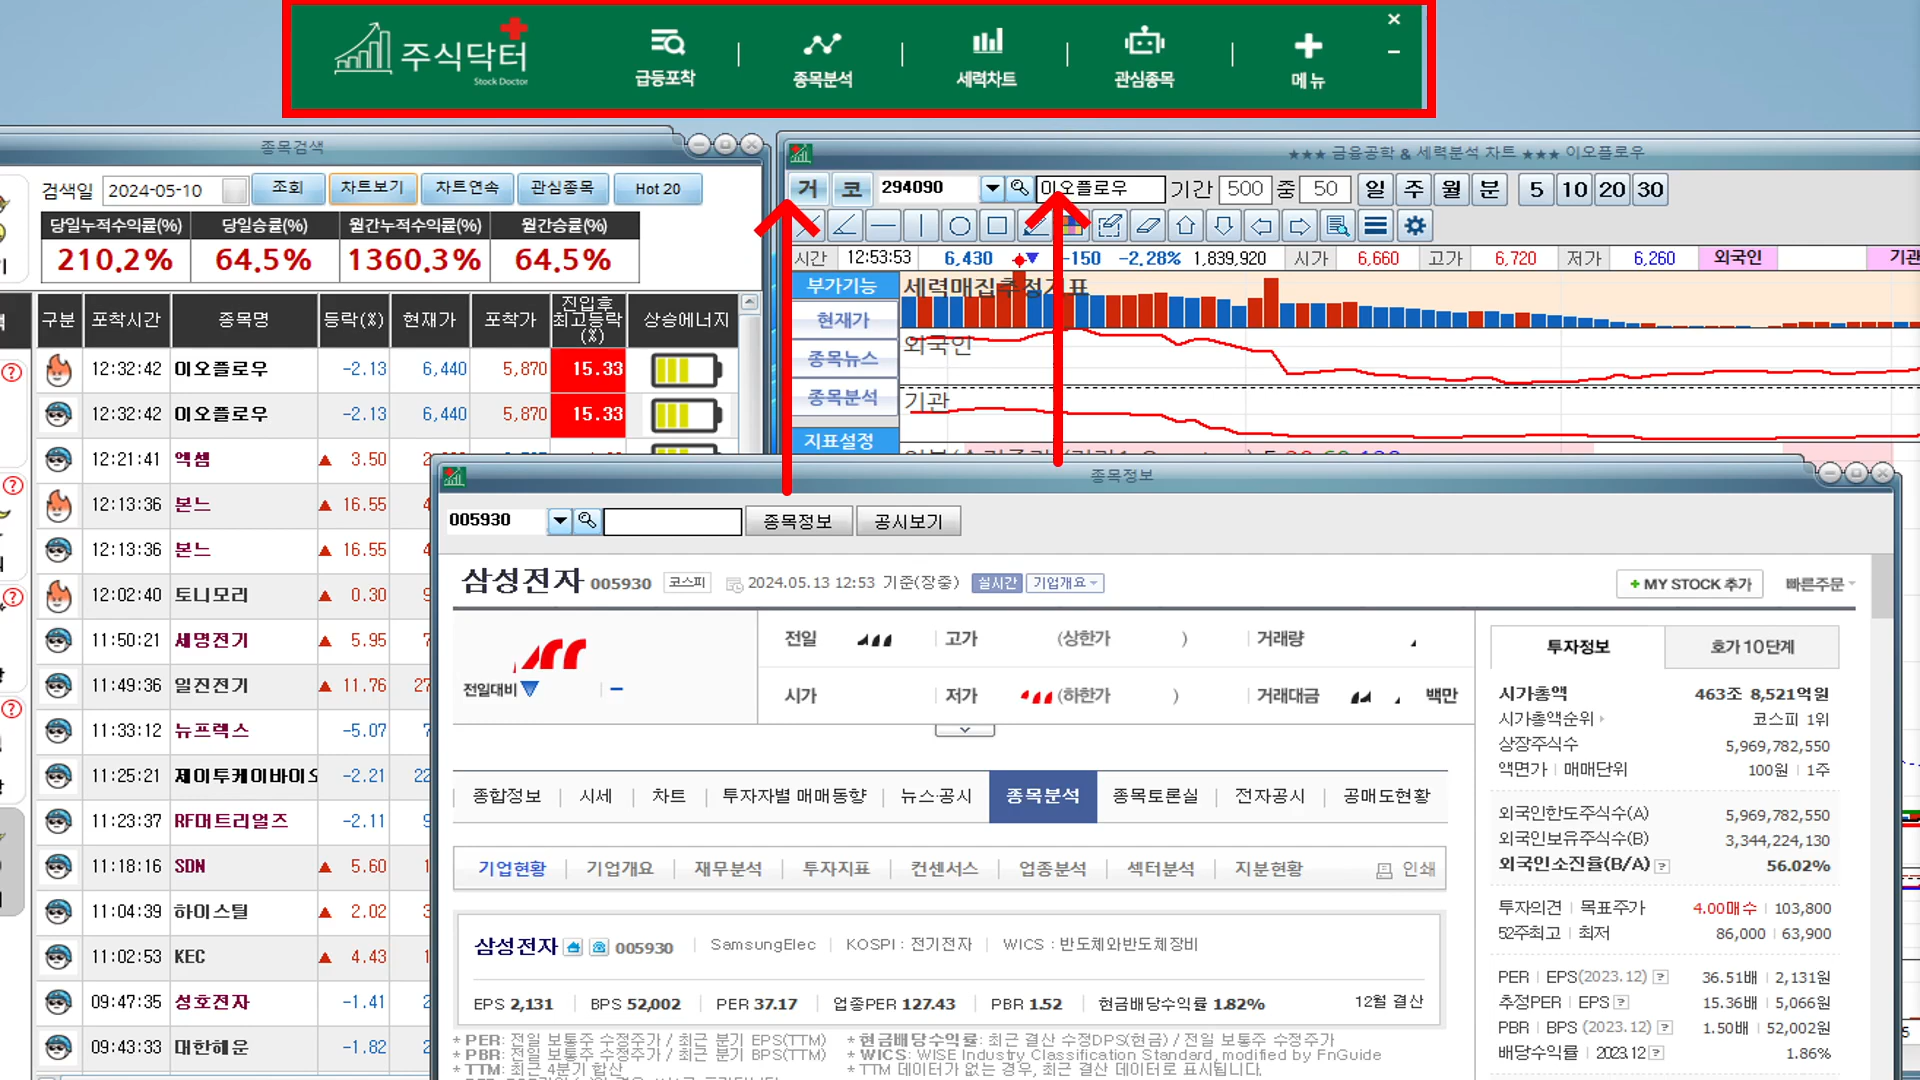 주식닥터
Stock Doctor
급등포착
종목분석
세력차트
관심종목
메뉴
종목검색
검색일 2024-05-10 조회 차트보기 차트연속 관심종목 Hot 20
당일누적수익률(%) 당일승률(%) 월간누적수익률(%) 월간승률(%)
210.2% 64.5% 1360.3% 64.5%
구분 포착시간 종목명 등락(%) 현재가 포착가 진입후 최고등락 (%) 상승에너지
12:32:42 이오플로우 -2.13 6,440 5,870 15.33
12:32:42 이오플로우 -2.13 6,440 5,870 15.33
12:21:41 엑셈 ▲ 3.50
12:13:36 본느 ▲ 16.55
12:13:36 본느 ▲ 16.55
12:02:40 토니모리 ▲ 0.30
11:50:21 세명전기 ▲ 5.95
11:49:36 일진전기 ▲ 11.76
11:33:12 뉴프렉스 -5.07
11:25:21 제이투케이바이오 -2.21
11:23:37 RF머트리얼즈 -2.11
11:18:16 SDN ▲ 5.60
11:04:39 하이스틸 ▲ 2.02
11:02:53 KEC ▲ 4.43
09:47:35 성호전자 -1.41
09:43:33 대한해운 -1.82
★★★ 금융공학 & 세력분석 차트 ★★★ 이오플로우
거 코 294090 이오플로우 기간 500 중 50 일 주 월 분 5 10 20 30
시간 12:53:53 6,430 ▼ -150 -2.28% 1,839,920 시가 6,660 고가 6,720 저가 6,260 외국인 기관
부가기능
현재가
종목뉴스
종목분석
지표설정
세력매집추정지표
외국인
기관
종목정보
005930 종목정보 공시보기
삼성전자 005930 코스피 2024.05.13 12:53 기준(장중) 실시간 기업개요
+ MY STOCK 추가 빠른주문
전일 고가 (상한가 ) 거래량
전일대비 ▼ −
시가 저가 (하한가 ) 거래대금 백만
종합정보 시세 차트 투자자별 매매동향 뉴스·공시 종목분석 종목토론실 전자공시 공매도현황
기업현황 기업개요 재무분석 투자지표 컨센서스 업종분석 섹터분석 지분현황 인쇄
삼성전자 005930 SamsungElec KOSPI : 전기전자 WICS : 반도체와반도체장비
EPS 2,131 BPS 52,002 PER 37.17 업종PER 127.43 PBR 1.52 현금배당수익률 1.82% 12월 결산
* PER: 전일 보통주 수정주가 / 최근 분기 EPS(TTM) * 현금배당수익률: 최근 결산 수정DPS(현금) / 전일 보통주 수정주가
* PBR: 전일 보통주 수정주가 / 최근 분기 BPS(TTM) * WICS: WISE Industry Classification Standard, modified by FnGuide
* TTM: 최근 4분기 합산 * TTM 데이터가 없는 경우, 최근 결산 데이터로 표시됩니다.
투자정보 호가 10단계
시가총액 463조 8,521억원
시가총액순위 코스피 1위
상장주식수 5,969,782,550
액면가 | 매매단위 100원 | 1주
외국인한도주식수(A) 5,969,782,550
외국인보유주식수(B) 3,344,224,130
외국인소진율(B/A) ? 56.02%
투자의견 | 목표주가 4.00매수 | 103,800
52주최고 | 최저 86,000 | 63,900
PER | EPS(2023.12) ? 36.51배 | 2,131원
추정PER | EPS ? 15.36배 | 5,066원
PBR | BPS (2023.12) ? 1.50배 | 52,002원
배당수익률 | 2023.12 ? 1.86%